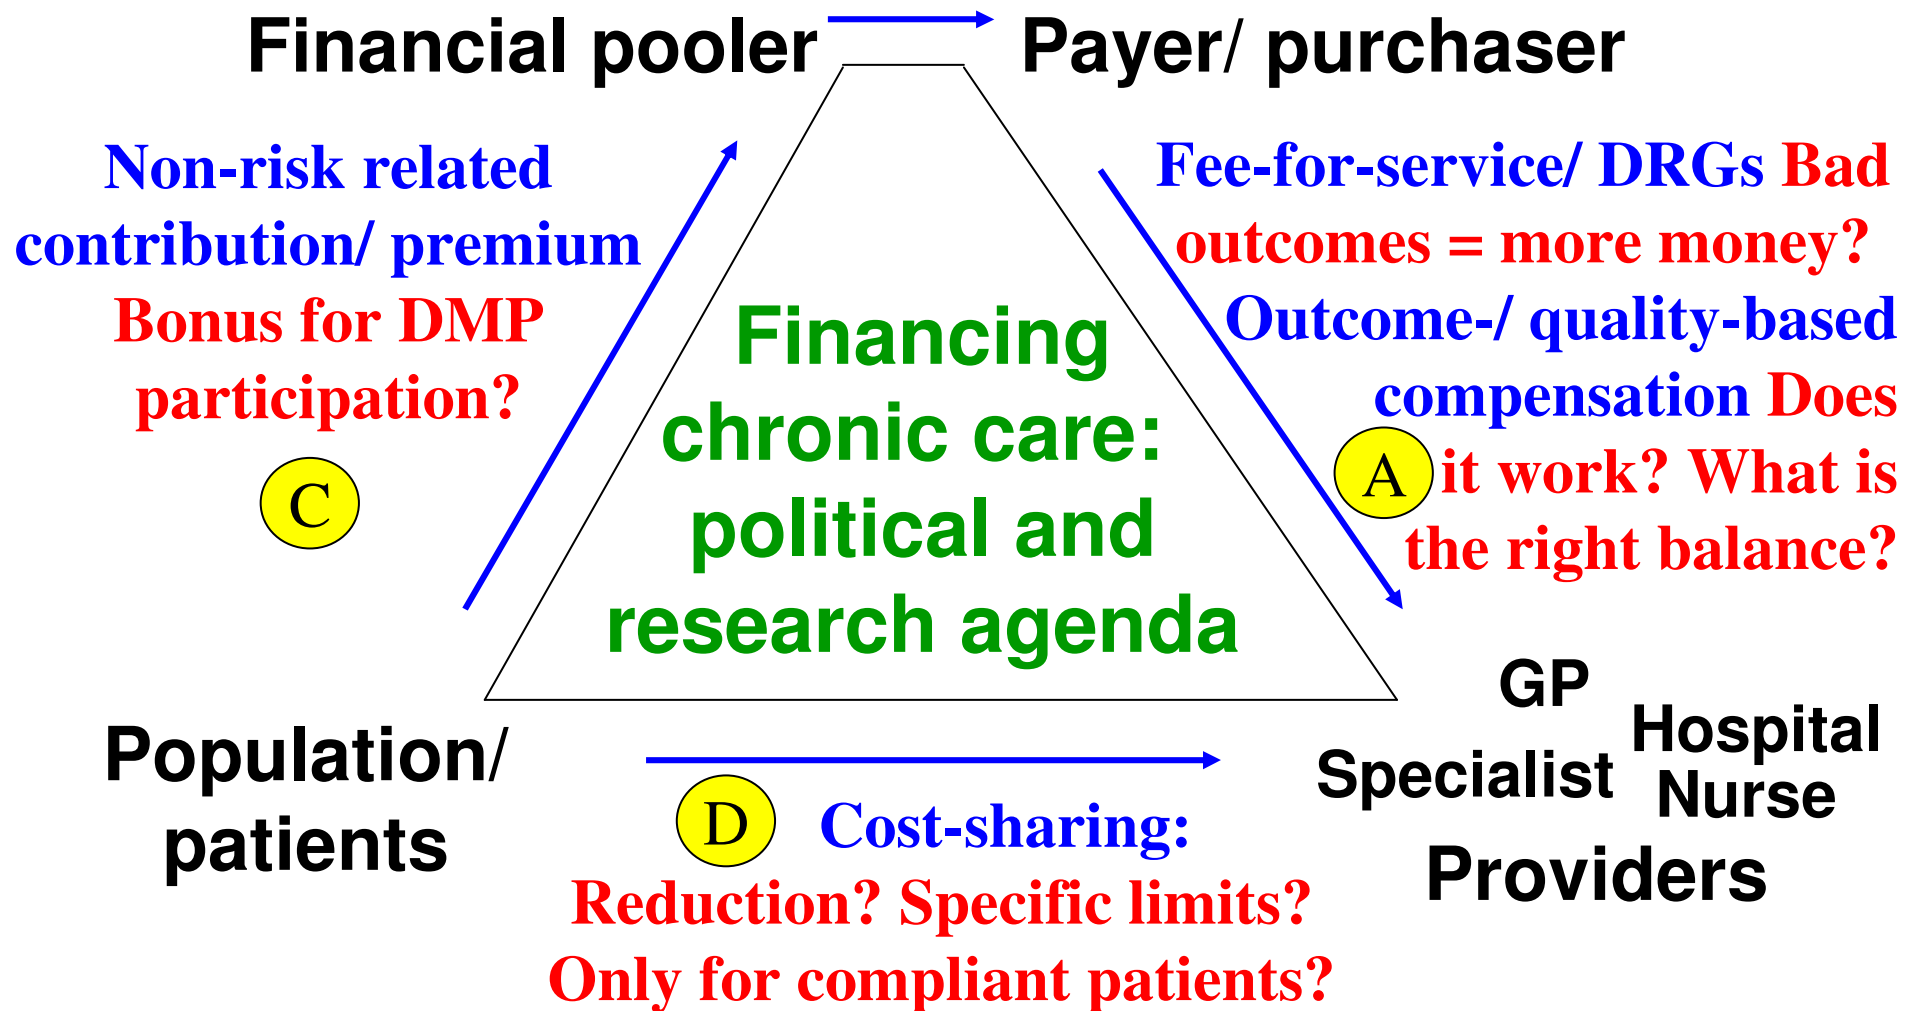 Financial pooler
Payer/ purchaser
Non-risk related
contribution/ premium
Bonus for DMP
participation?
C
Fee-for-service/ DRGs Bad
outcomes = more money?
Outcome-/ quality-based
compensation Does
it work? What is
the right balance?
A
Financing
chronic care:
political and
research agenda
Population/
patients
D
Cost-sharing:
Reduction? Specific limits?
Only for compliant patients?
GP
Hospital
Specialist
Nurse
Providers